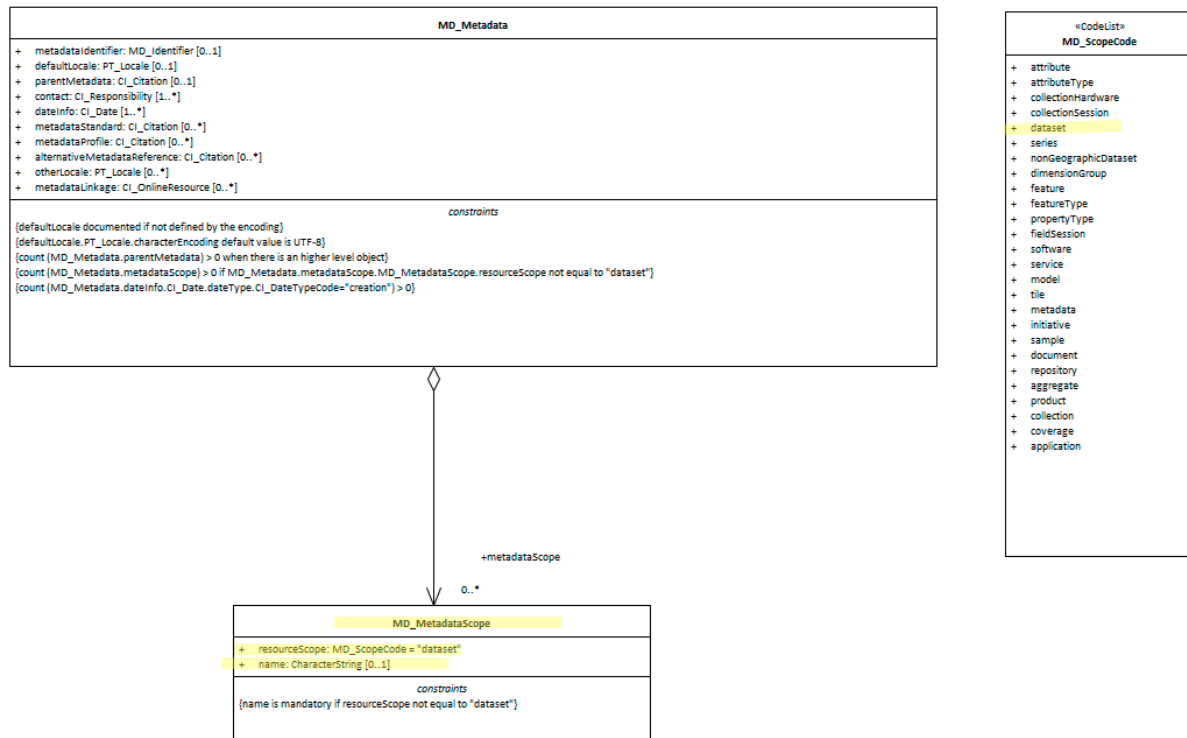 MD_Metadata
+ metadataIdentifier: MD_Identifier [0..1]
+ defaultLocale: PT_Locale [0..1]
+ parentMetadata: CI_Citation [0..1]
+ contact: CI_Responsibility [1..*]
+ dateInfo: CI_Date [1..*]
+ metadataStandard: CI_Citation [0..*]
+ metadataProfile: CI_Citation [0..*]
+ alternativeMetadataReference: CI_Citation [0..*]
+ otherLocale: PT_Locale [0..*]
+ metadataLinkage: CI_OnlineResource [0..*]
constraints
{defaultLocale documented if not defined by the encoding}
{defaultLocale.PT_Locale.characterEncoding default value is UTF-8}
{count (MD_Metadata.parentMetadata) > 0 when there is an higher level object}
{count (MD_Metadata.metadataScope) > 0 if MD_Metadata.metadataScope.MD_MetadataScope.resourceScope not equal to "dataset"}
{count (MD_Metadata.dateInfo.CI_Date.dateType.CI_DateTypeCode="creation") > 0}
+metadataScope
0..*
MD_MetadataScope
+ resourceScope: MD_ScopeCode = "dataset"
+ name: CharacterString [0..1]
constraints
{name is mandatory if resourceScope not equal to "dataset"}
«CodeList»
MD_ScopeCode
+ attribute
+ attributeType
+ collectionHardware
+ collectionSession
+ dataset
+ series
+ nonGeographicDataset
+ dimensionGroup
+ feature
+ featureType
+ propertyType
+ fieldSession
+ software
+ service
+ model
+ tile
+ metadata
+ initiative
+ sample
+ document
+ repository
+ aggregate
+ product
+ collection
+ coverage
+ application